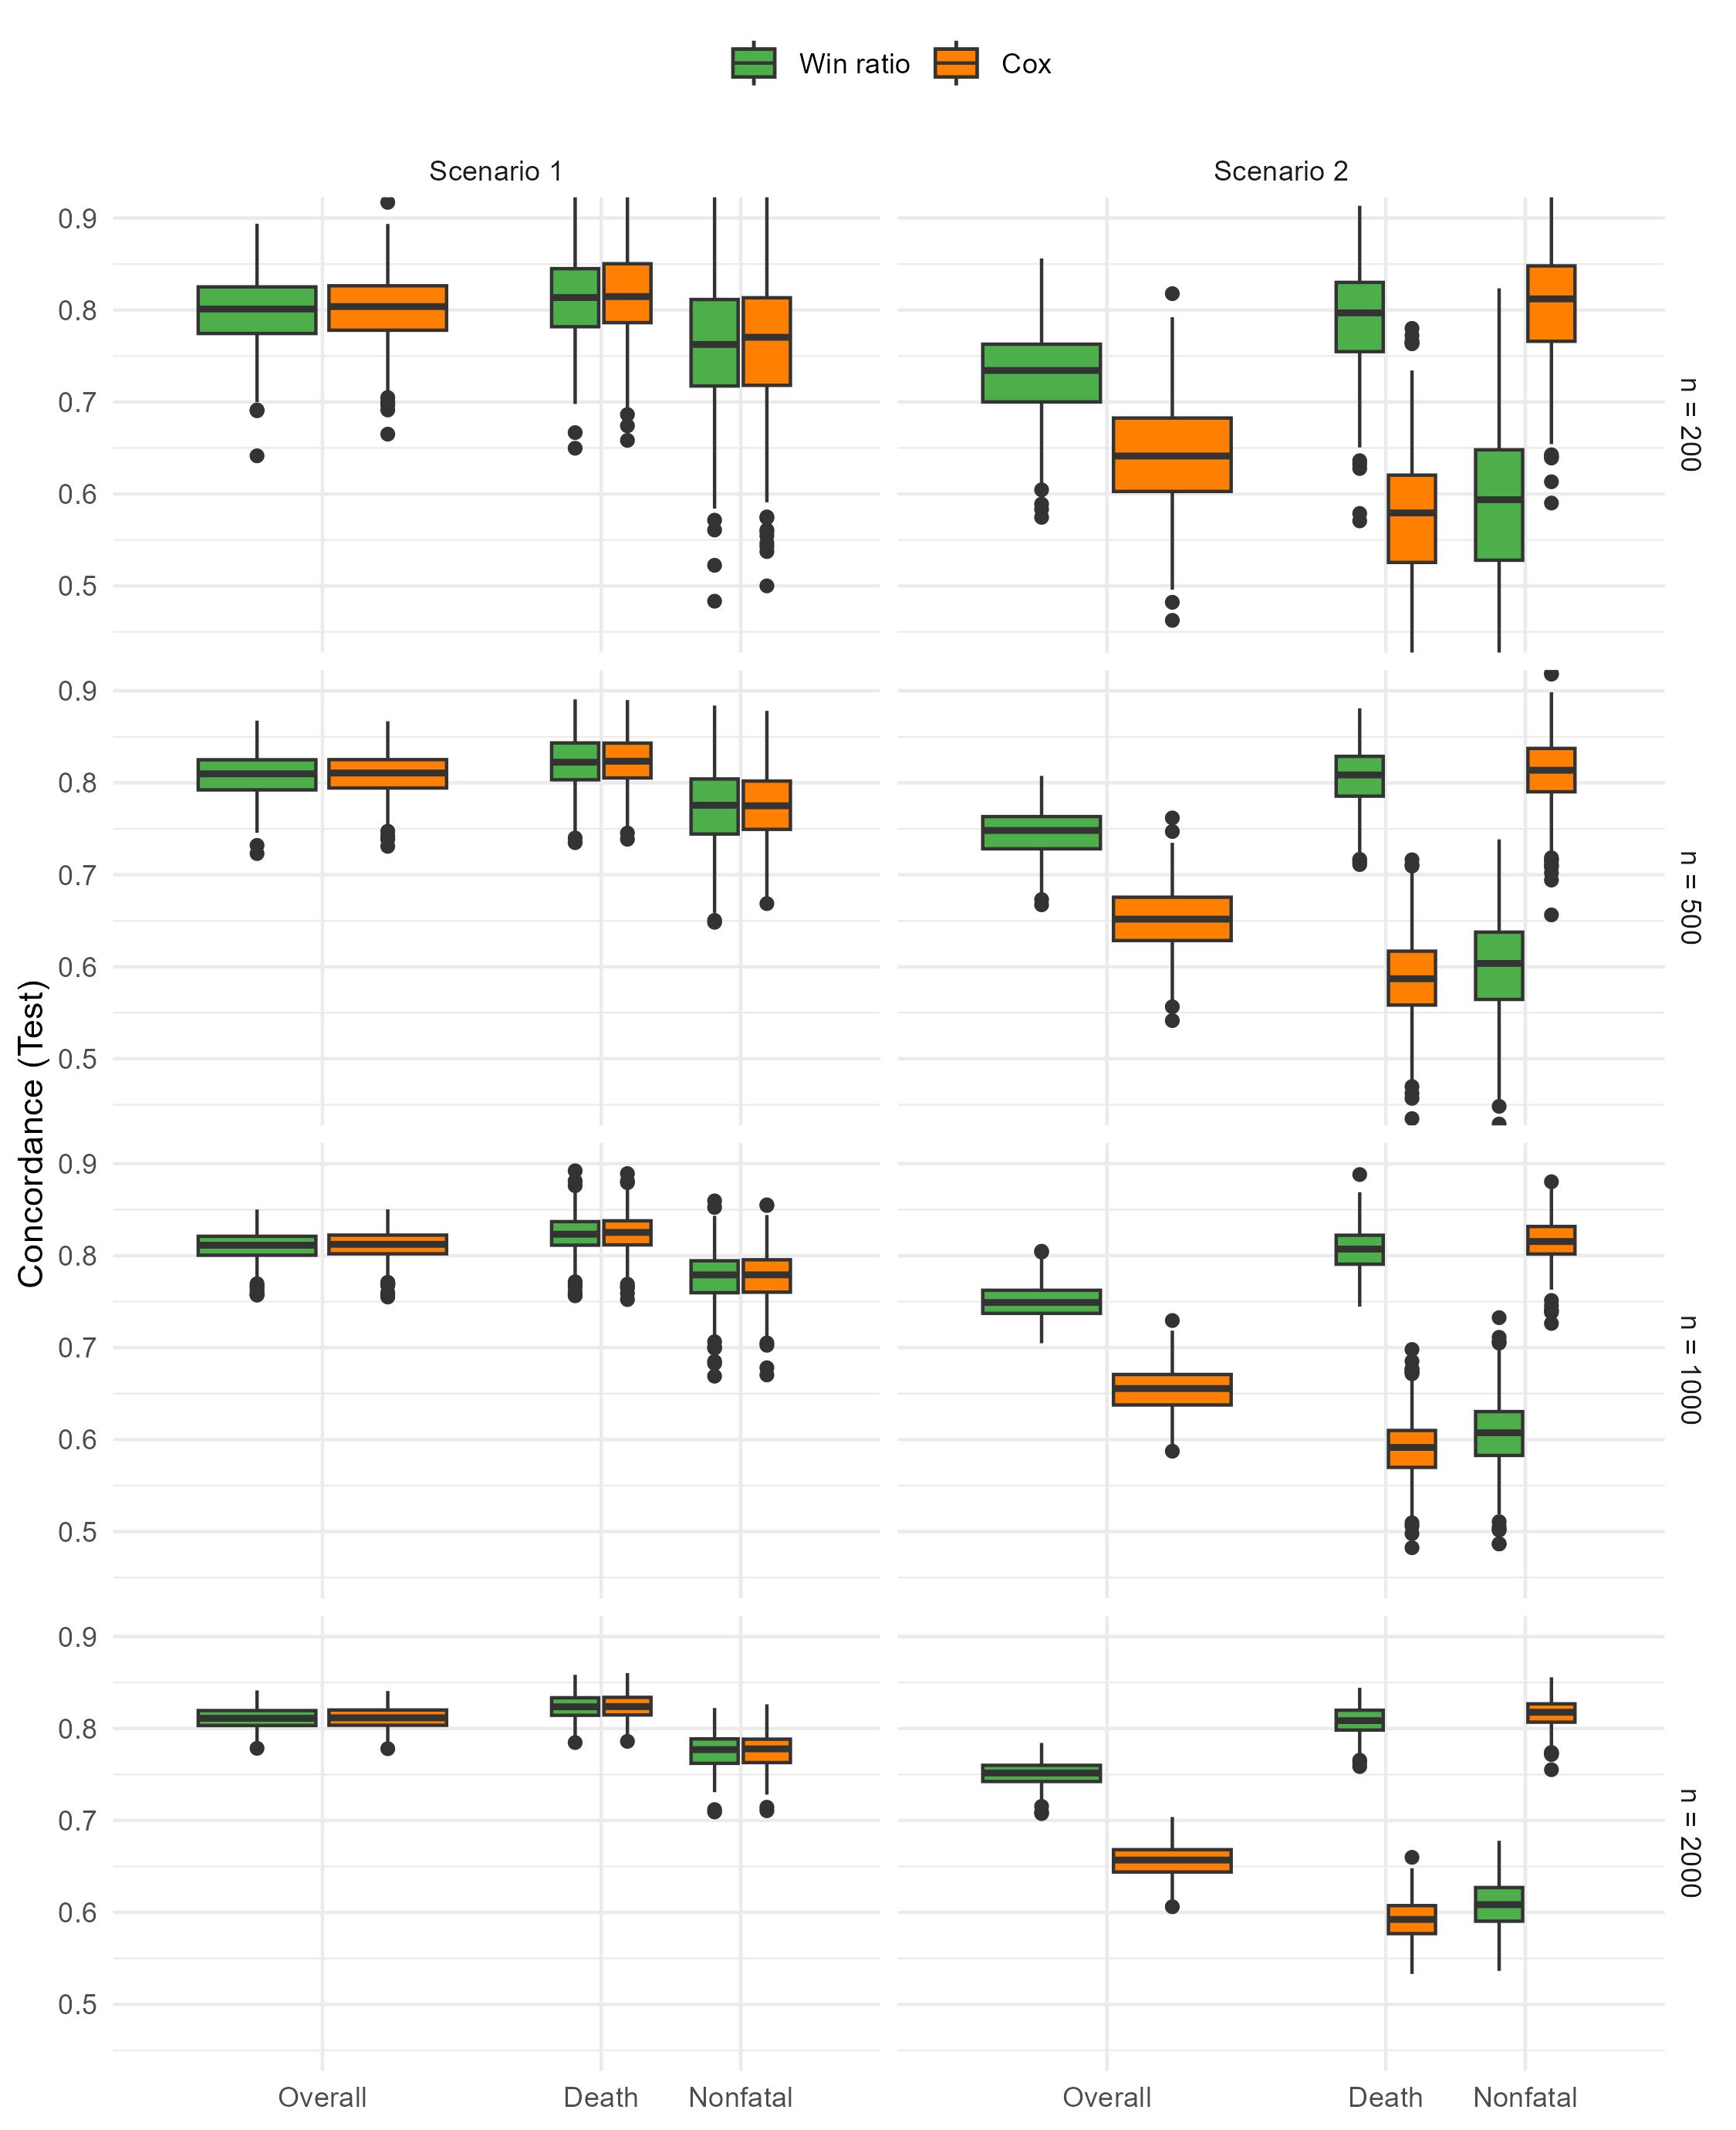 Win ratio Cox
Scenario 1 Scenario 2
0.9
0.8
0.7
0.6
0.5
n = 200
0.9
0.8
0.7
0.6
0.5
n = 500
Concordance (Test)
0.9
0.8
0.7
0.6
0.5
n = 1000
0.9
0.8
0.7
0.6
0.5
n = 2000
Overall Death Nonfatal Overall Death Nonfatal